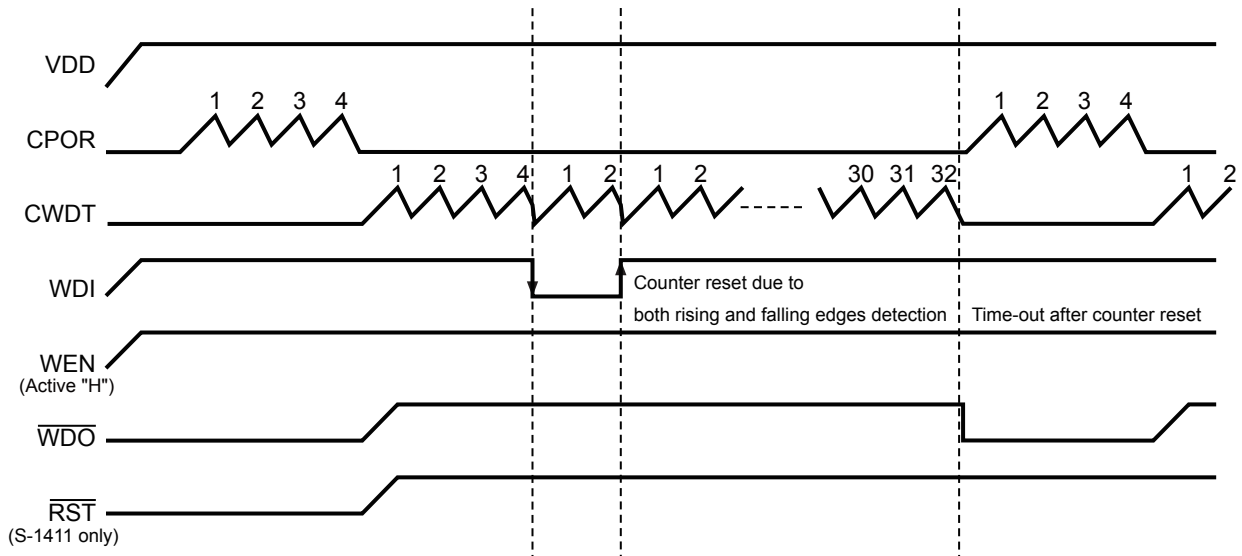 VDD
1 2 3 4 1 2 3 4
CPOR
1 2 3 4 1 2 1 2 30 31 32 1 2
CWDT
WDI
Counter reset due to
both rising and falling edges detection
Time-out after counter reset
WEN
(Active "H")
WDO
RST
(S-1411 only)